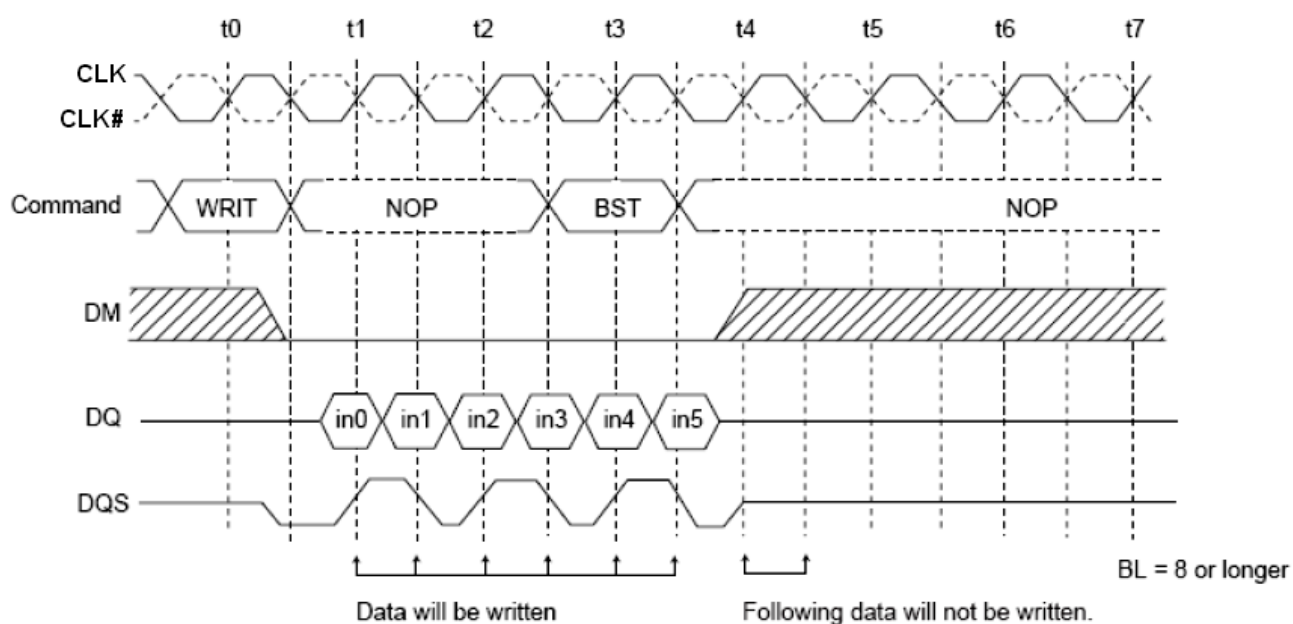 t0 t1 t2 t3 t4 t5 t6 t7
CLK
CLK#
Command WRIT NOP BST NOP
DM
DQ in0 in1 in2 in3 in4 in5
DQS
BL = 8 or longer
Data will be written Following data will not be written.